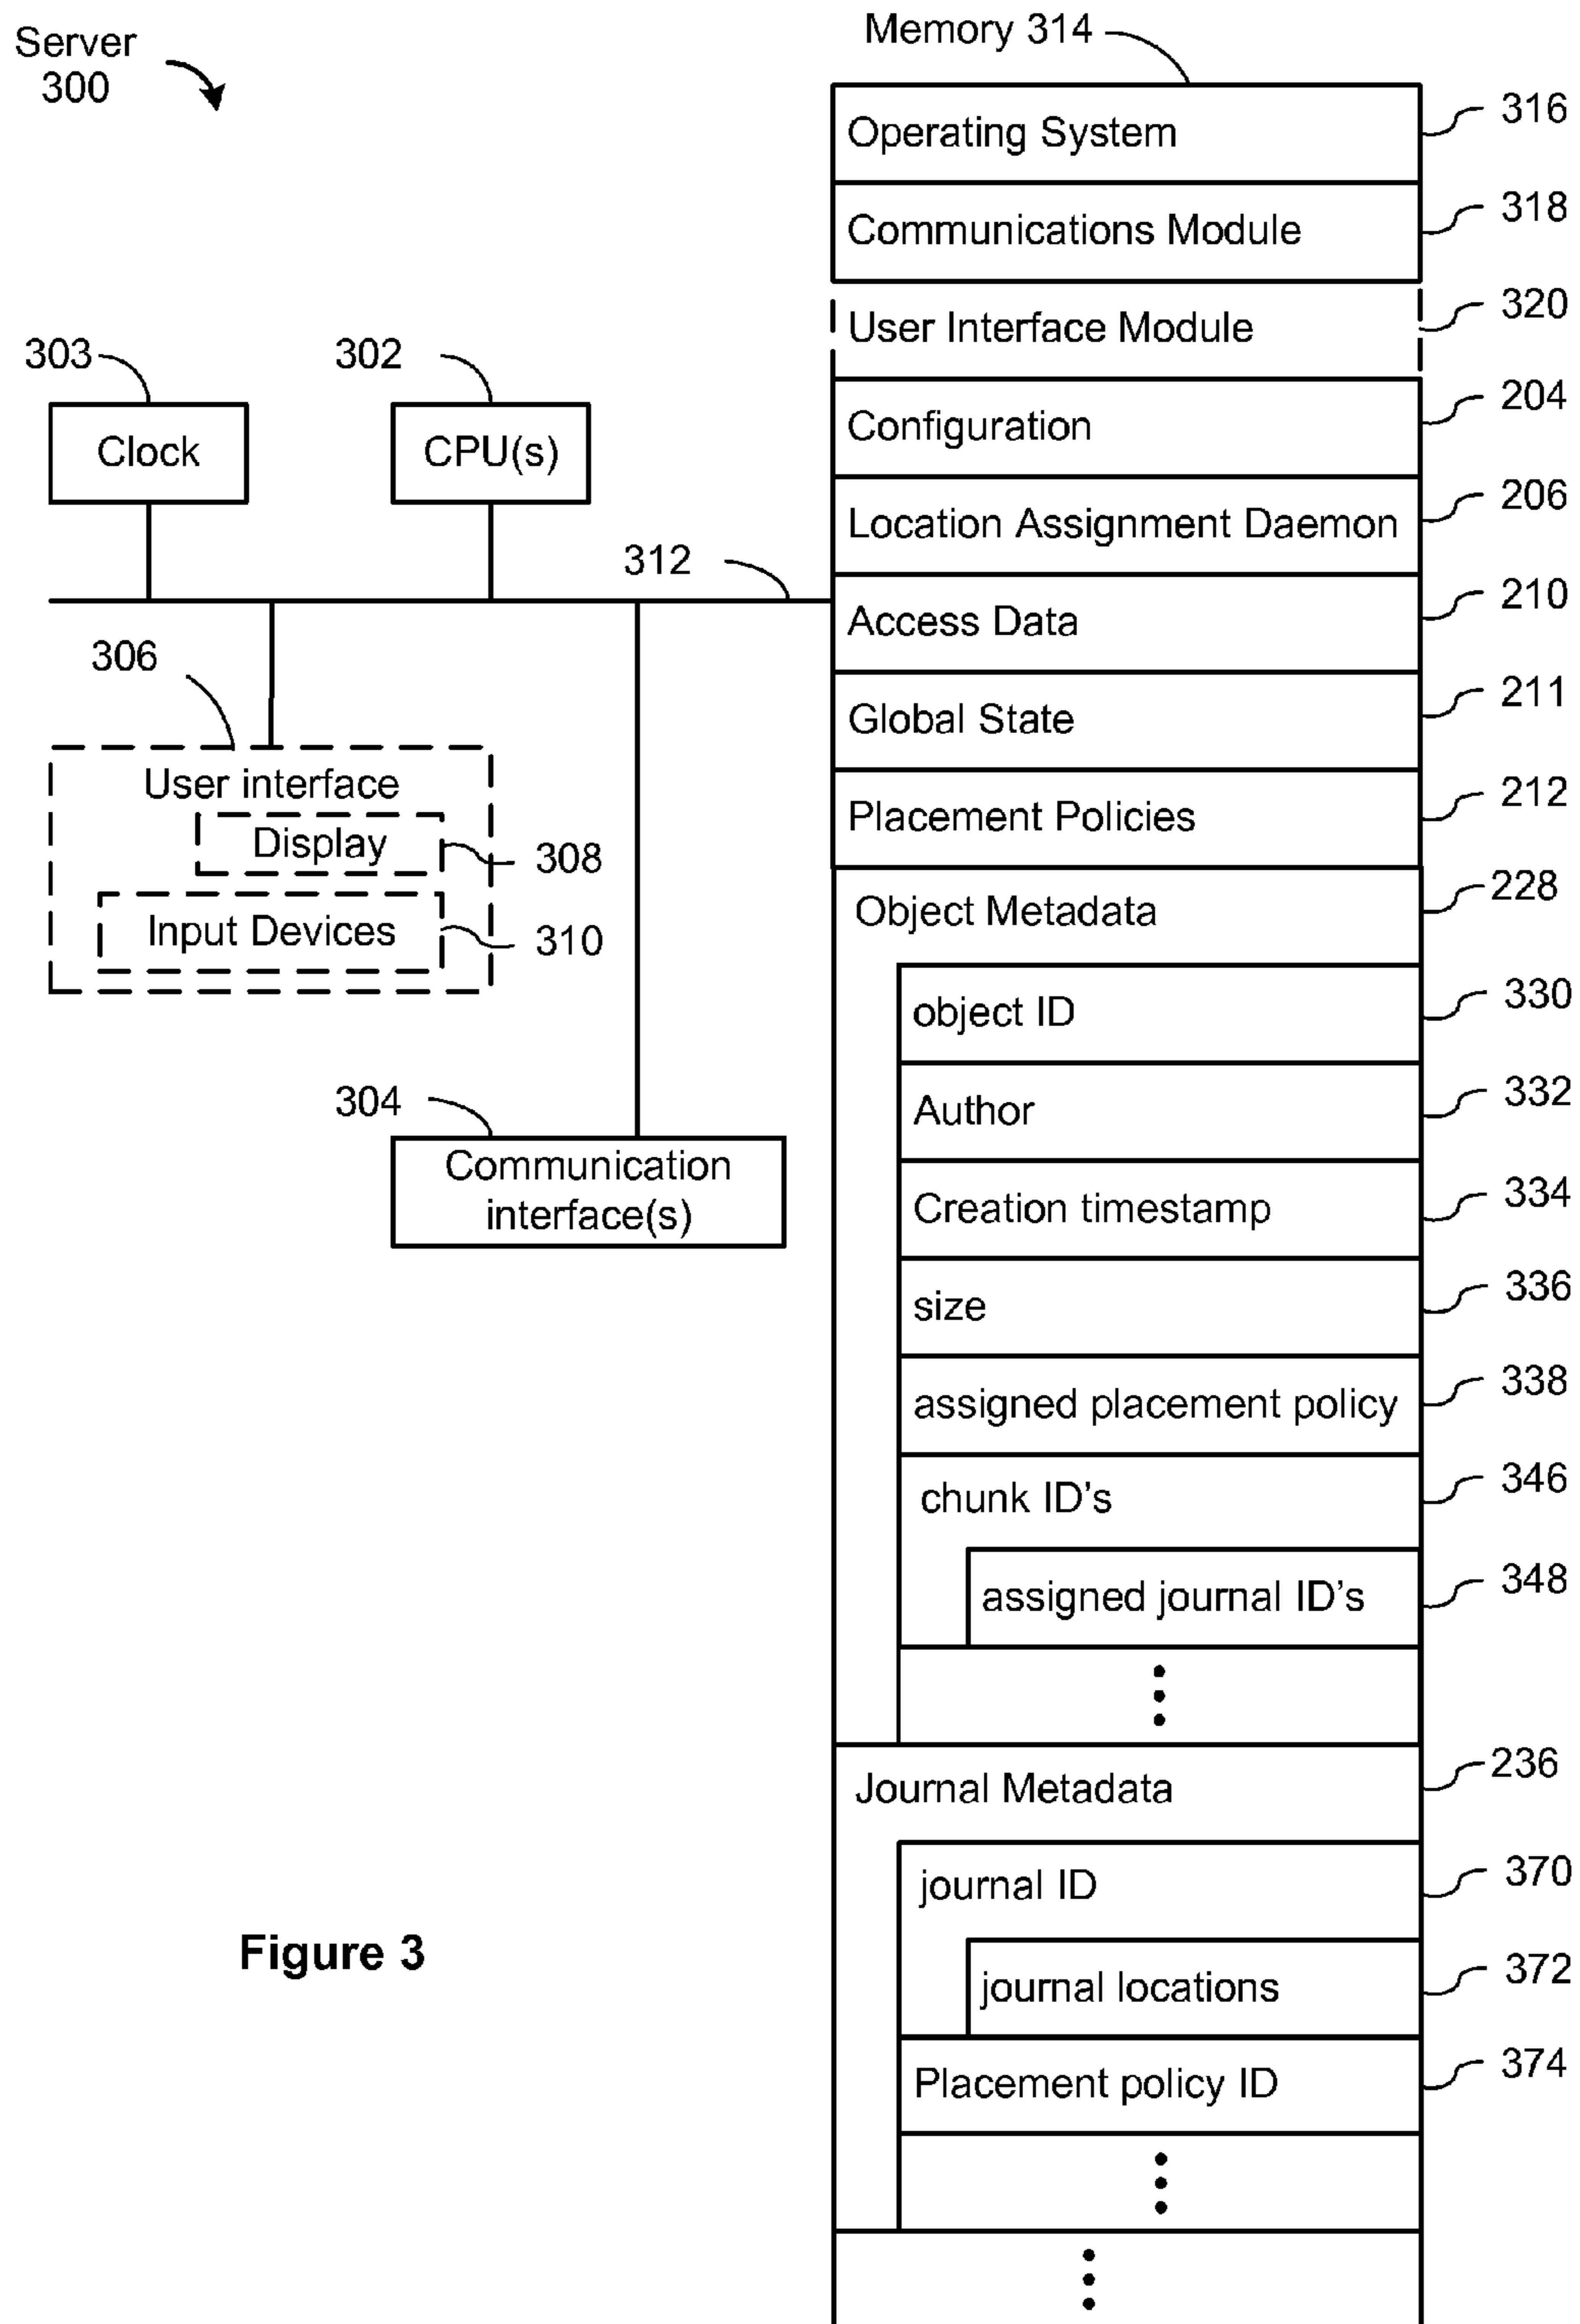 Server
300
Memory 314
Operating System
316
Communications Module
318
User Interface Module
320
303
302
Clock
CPU(s)
Configuration
204
Location Assignment Daemon
206
312
Access Data
210
306
Global State
211
User interface
Display
308
Input Devices
310
Placement Policies
212
Object Metadata
228
object ID
330
304
Communication
interface(s)
Author
332
Creation timestamp
334
size
336
assigned placement policy
338
chunk ID's
346
assigned journal ID's
348
Journal Metadata
236
journal ID
370
Figure 3
journal locations
372
Placement policy ID
374